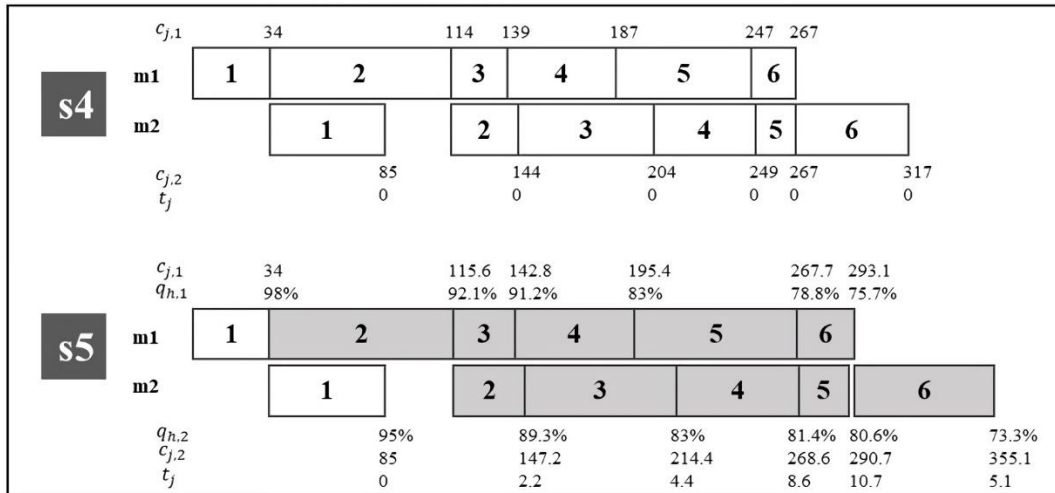 c_{j,1} 34 114 139 187 247 267
m1 1 2 3 4 5 6
s4
m2 1 2 3 4 5 6
c_{j,2} 85 144 204 249 267 317
t_j 0 0 0 0 0 0
c_{j,1} 34 115.6 142.8 195.4 267.7 293.1
q_{h,1} 98% 92.1% 91.2% 83% 78.8% 75.7%
m1 1 2 3 4 5 6
s5
m2 1 2 3 4 5 6
q_{h,2} 95% 89.3% 83% 81.4% 80.6% 73.3%
c_{j,2} 85 147.2 214.4 268.6 290.7 355.1
t_j 0 2.2 4.4 8.6 10.7 5.1